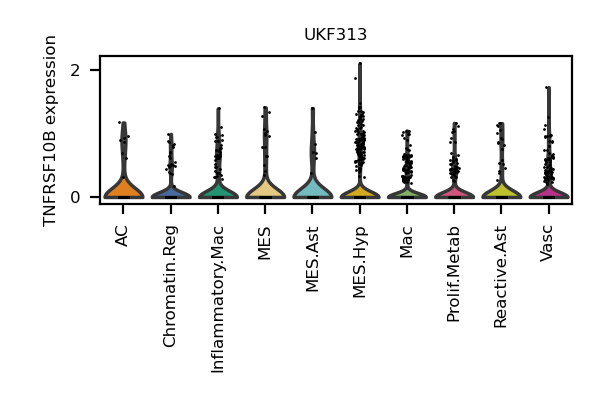 UKF313
TNFRSF10B expression
2
0
AC
Chromatin.Reg
Inflammatory.Mac
MES
MES.Ast
MES.Hyp
Mac
Prolif.Metab
Reactive.Ast
Vasc